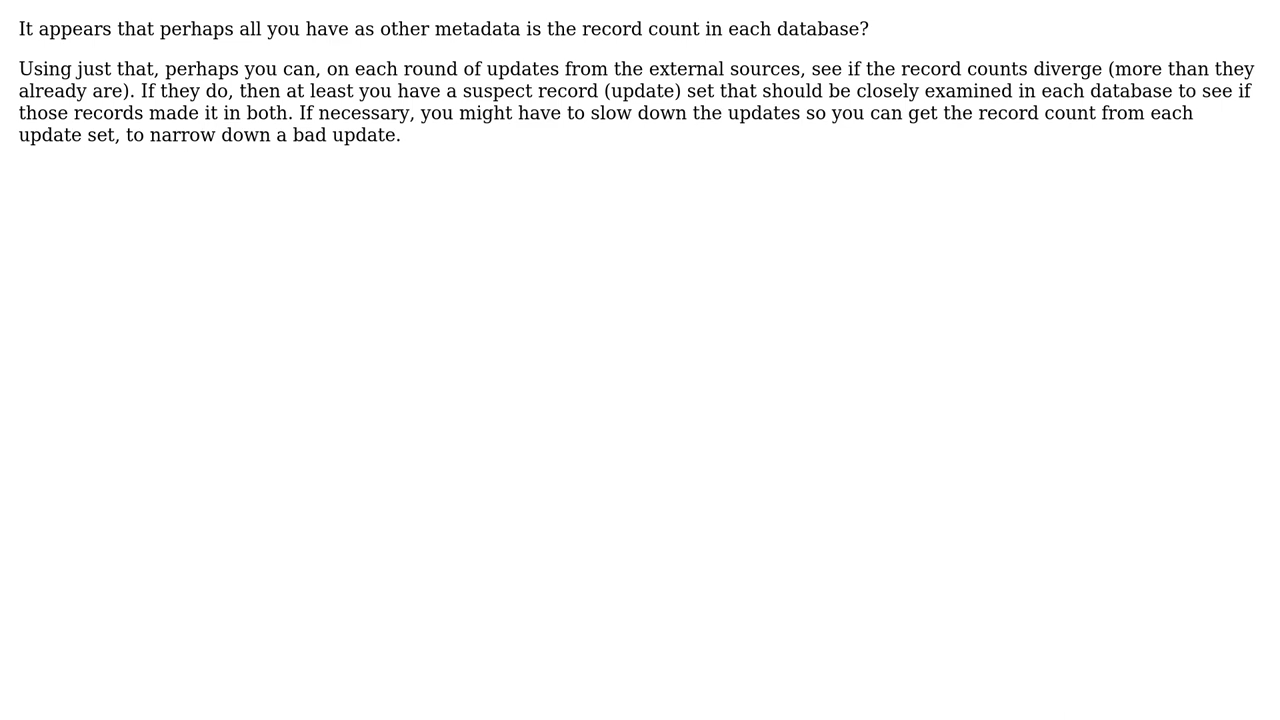 It appears that perhaps all you have as other metadata is the record count in each database?
Using just that, perhaps you can, on each round of updates from the external sources, see if the record counts diverge (more than they
already are). If they do, then at least you have a suspect record (update) set that should be closely examined in each database to see if
those records made it in both. If necessary, you might have to slow down the updates so you can get the record count from each
update set, to narrow down a bad update.